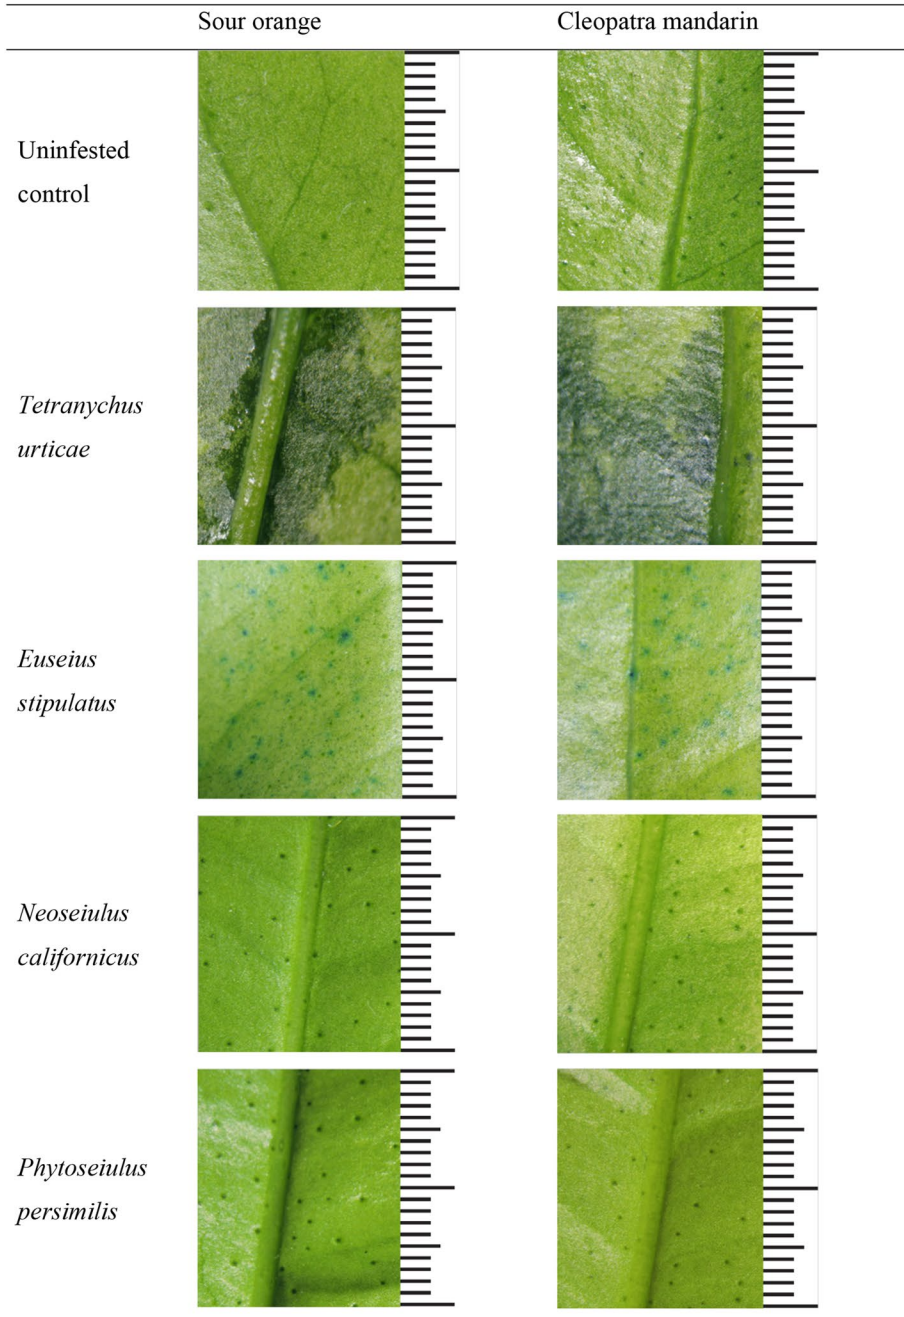 Sour orange
Cleopatra mandarin
Uninfested
control
Tetranychus
urticae
Euseius
stipulatus
Neoseiulus
californicus
Phytoseiulus
persimilis